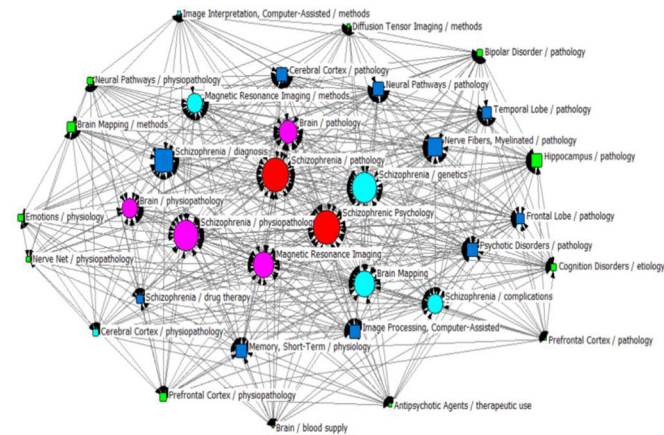 Image Interpretation, Computer-Assisted / methods
Diffusion Tensor Imaging / methods
Bipolar Disorder / pathology
Cerebral Cortex / pathology
Neural Pathways / physiopathology
Neural Pathways / pathology
Magnetic Resonance Imaging / methods
Temporal Lobe / pathology
Brain Mapping / methods
Brain / pathology
Nerve Fibers, Myelinated / pathology
Schizophrenia / diagnosis
Schizophrenia / pathology
Hippocampus / pathology
Schizophrenia / genetics
Brain / physiopathology
Emotions / physiology
Schizophrenia / physiopathology
Schizophrenic Psychology
Frontal Lobe / pathology
Psychotic Disorders / pathology
Nerve Net / physiopathology
Magnetic Resonance Imaging
Cognition Disorders / etiology
Brain Mapping
Schizophrenia / drug therapy
Schizophrenia / complications
Cerebral Cortex / physiopathology
Image Processing, Computer-Assisted
Prefrontal Cortex / pathology
Memory, Short-Term / physiology
Prefrontal Cortex / physiopathology
Antipsychotic Agents / therapeutic use
Brain / blood supply